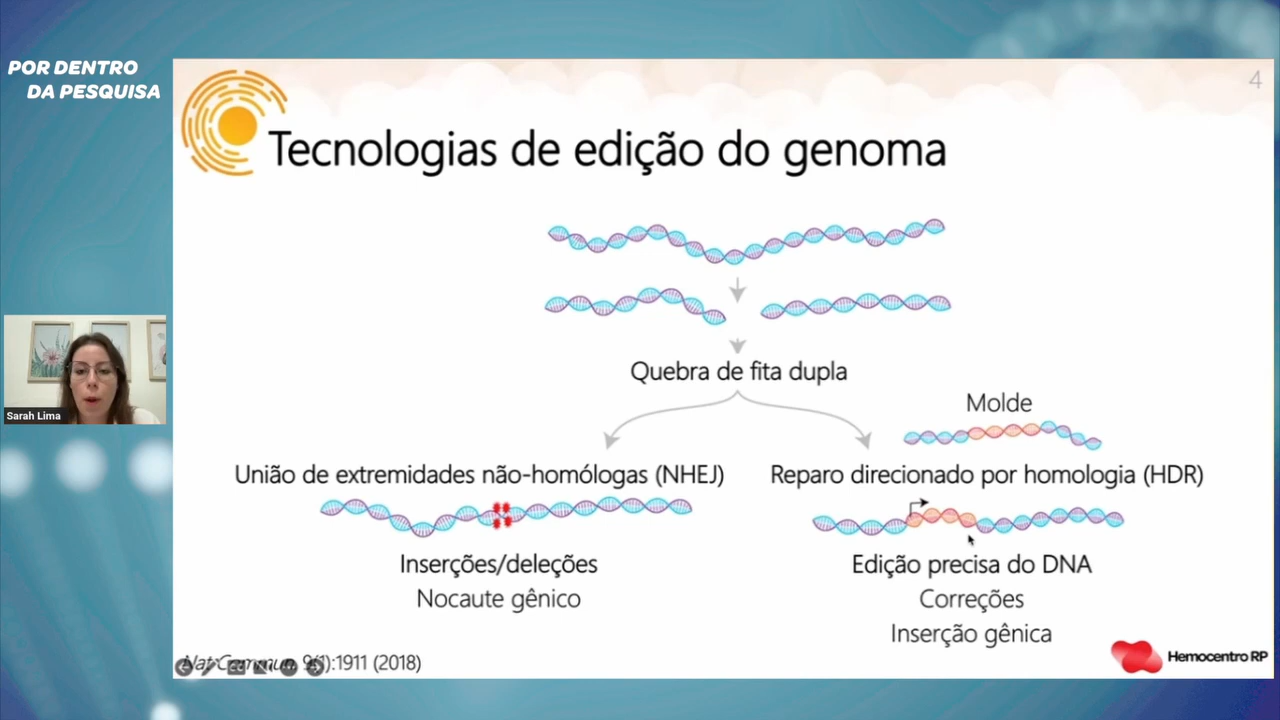 POR DENTRO
DA PESQUISA
4
Tecnologias de edição do genoma
Quebra de fita dupla
Molde
União de extremidades não-homólogas (NHEJ)
Reparo direcionado por homologia (HDR)
Inserções/deleções
Nocaute gênico
Edição precisa do DNA
Correções
Inserção gênica
Sarah Lima
Nat Commun. 9(1):1911 (2018)
Hemocentro RP